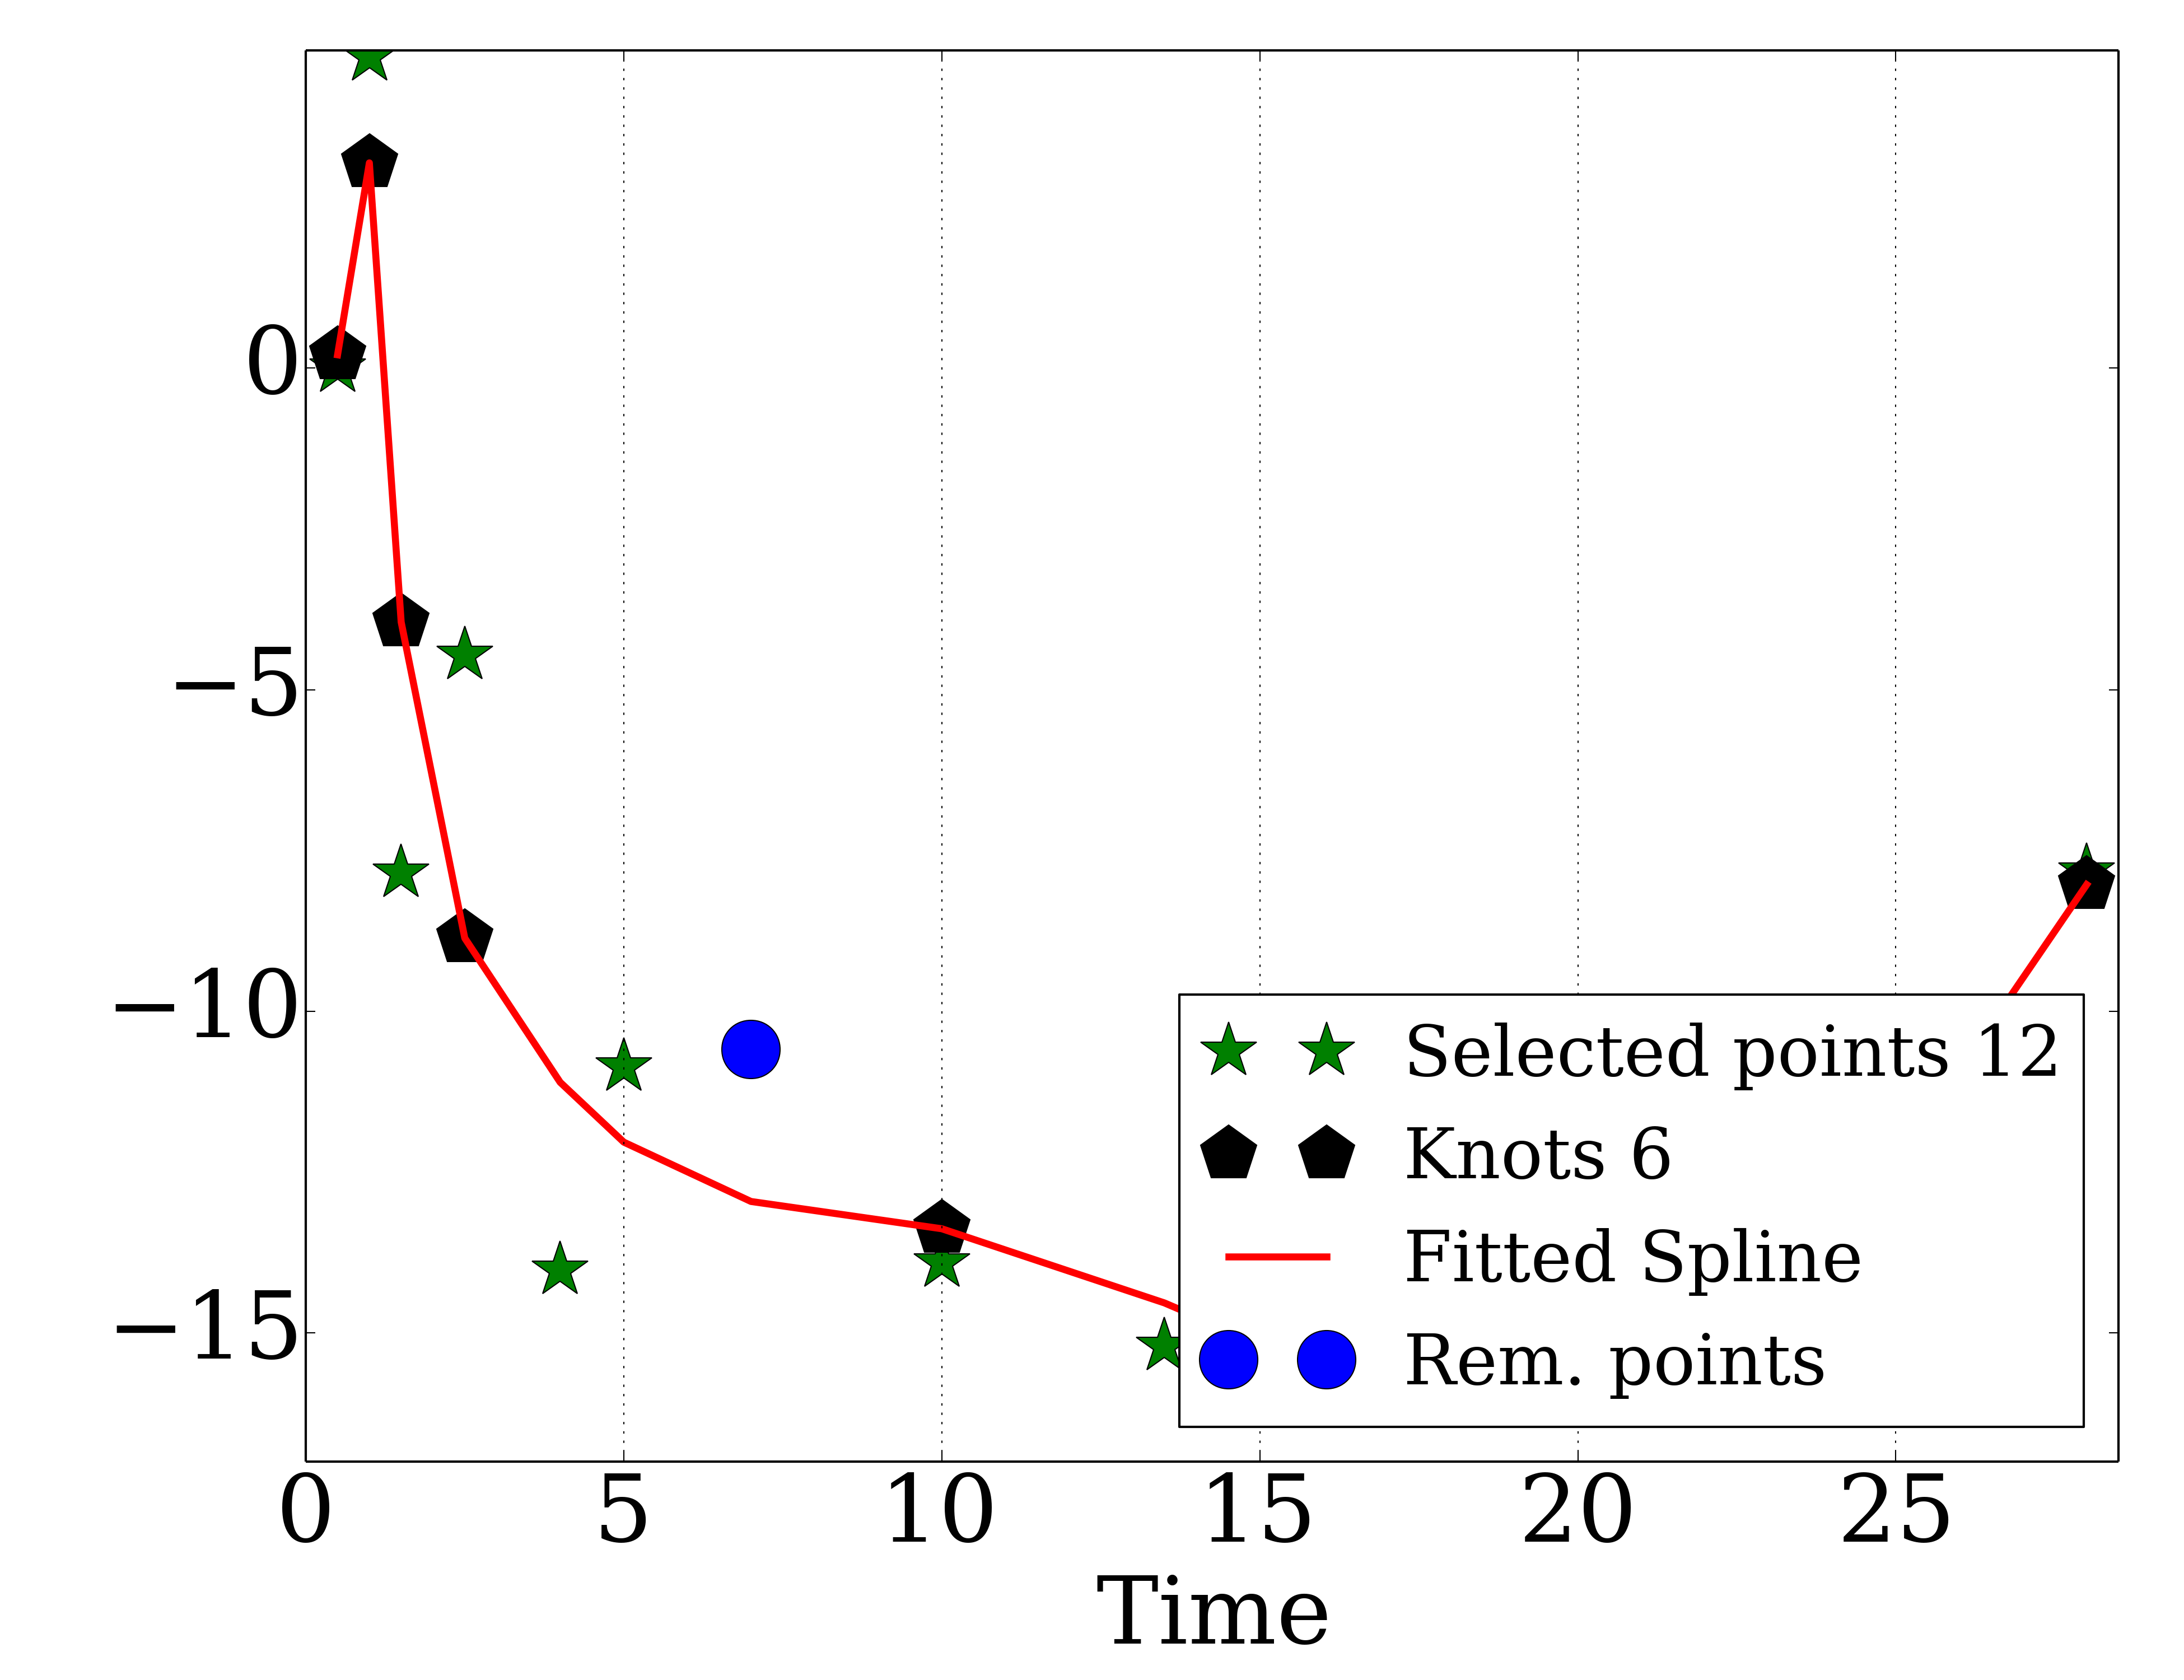 0
−5
−10
−15
Selected points 12
Knots 6
Fitted Spline
Rem. points
0 5 10 15 20 25
Time